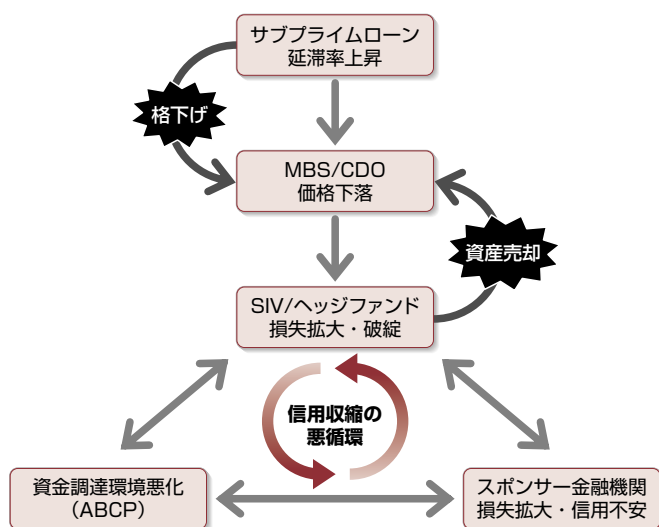 サブプライムローン
延滞率上昇
格下げ
MBS/CDO
価格下落
資産売却
SIV/ヘッジファンド
損失拡大・破綻
信用収縮の
悪循環
資金調達環境悪化
(ABCP)
スポンサー金融機関
損失拡大・信用不安